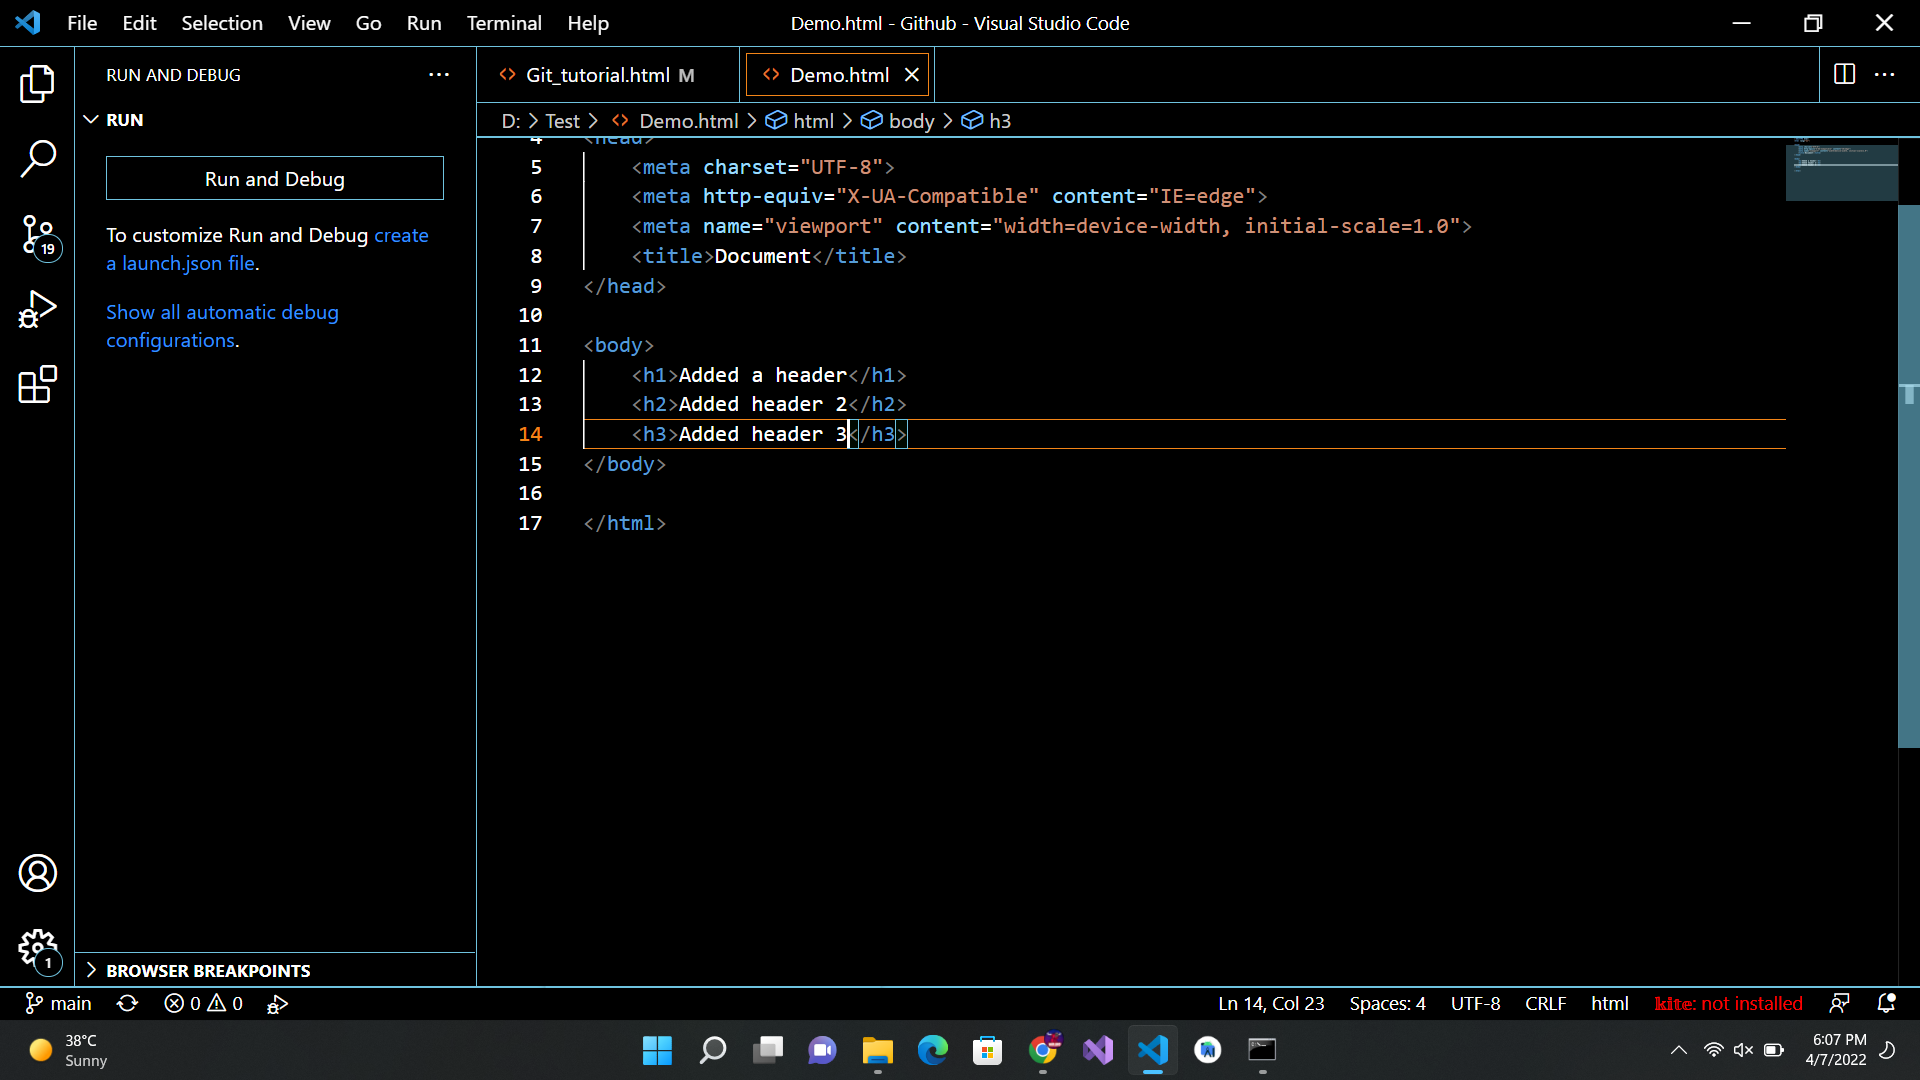 File Edit Selection View Go Run Terminal Help Demo.html - Github - Visual Studio Code
RUN AND DEBUG
Git_tutorial.html M
Demo.html
RUN
D: > Test > Demo.html > html > body > h3
Run and Debug
To customize Run and Debug create
a launch.json file.
Show all automatic debug
configurations.
4 <head>
5 <meta charset="UTF-8">
6 <meta http-equiv="X-UA-Compatible" content="IE=edge">
7 <meta name="viewport" content="width=device-width, initial-scale=1.0">
8 <title>Document</title>
9 </head>
10
11 <body>
12 <h1>Added a header</h1>
13 <h2>Added header 2</h2>
14 <h3>Added header 3</h3>
15 </body>
16
17 </html>
19
1
BROWSER BREAKPOINTS
main 0 0 Ln 14, Col 23 Spaces: 4 UTF-8 CRLF html kite: not installed
38°C
Sunny
6:07 PM
4/7/2022